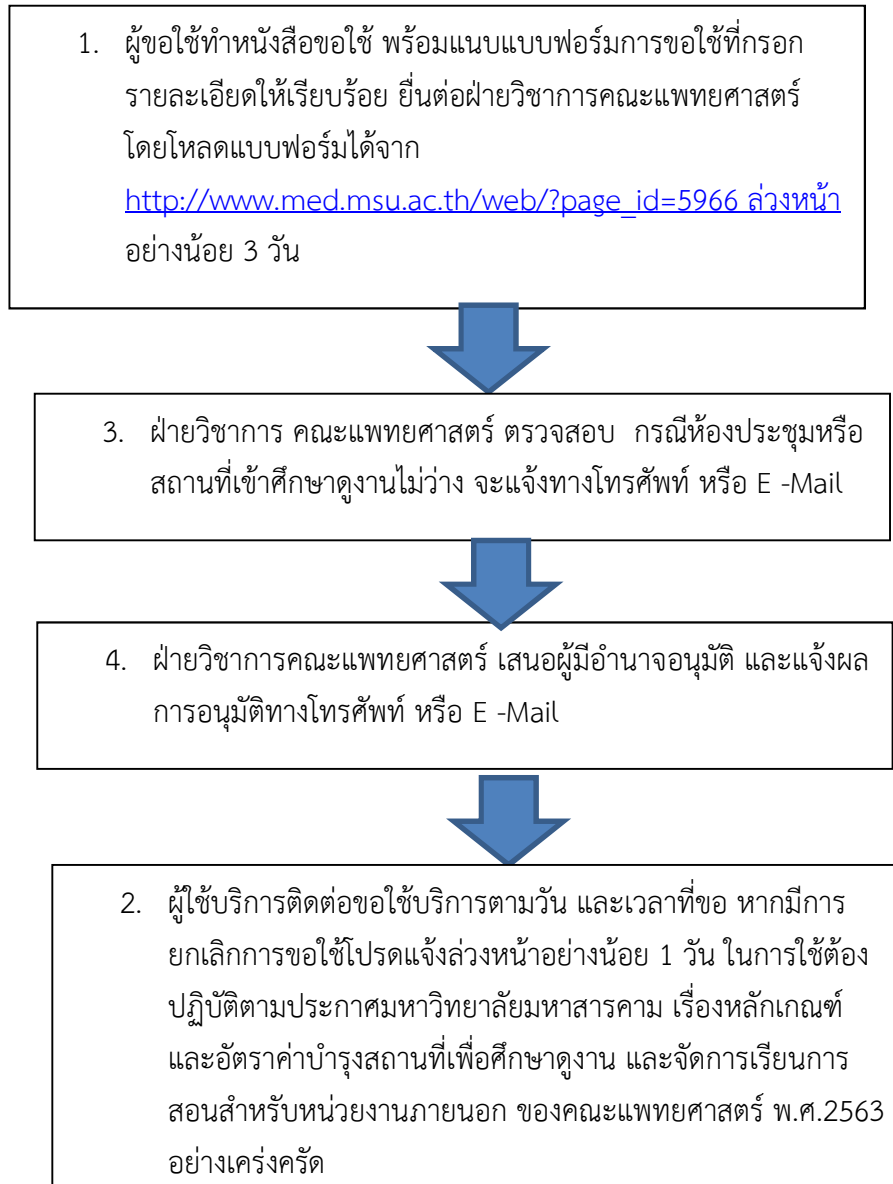 1. ผู้ขอใช้ทำหนังสือขอใช้ พร้อมแนบแบบฟอร์มการขอใช้ที่กรอก
รายละเอียดให้เรียบร้อย ยื่นต่อฝ่ายวิชาการคณะแพทยศาสตร์
โดยโหลดแบบฟอร์มได้จาก
http://www.med.msu.ac.th/web/?page_id=5966 ล่วงหน้า
อย่างน้อย 3 วัน
3. ฝ่ายวิชาการ คณะแพทยศาสตร์ ตรวจสอบ กรณีห้องประชุมหรือ
สถานที่เข้าศึกษาดูงานไม่ว่าง จะแจ้งทางโทรศัพท์ หรือ E -Mail
4. ฝ่ายวิชาการคณะแพทยศาสตร์ เสนอผู้มีอำนาจอนุมัติ และแจ้งผล
การอนุมัติทางโทรศัพท์ หรือ E -Mail
2. ผู้ใช้บริการติดต่อขอใช้บริการตามวัน และเวลาที่ขอ หากมีการ
ยกเลิกการขอใช้โปรดแจ้งล่วงหน้าอย่างน้อย 1 วัน ในการใช้ต้อง
ปฏิบัติตามประกาศมหาวิทยาลัยมหาสารคาม เรื่องหลักเกณฑ์
และอัตราค่าบำรุงสถานที่เพื่อศึกษาดูงาน และจัดการเรียนการ
สอนสำหรับหน่วยงานภายนอก ของคณะแพทยศาสตร์ พ.ศ.2563
อย่างเคร่งครัด